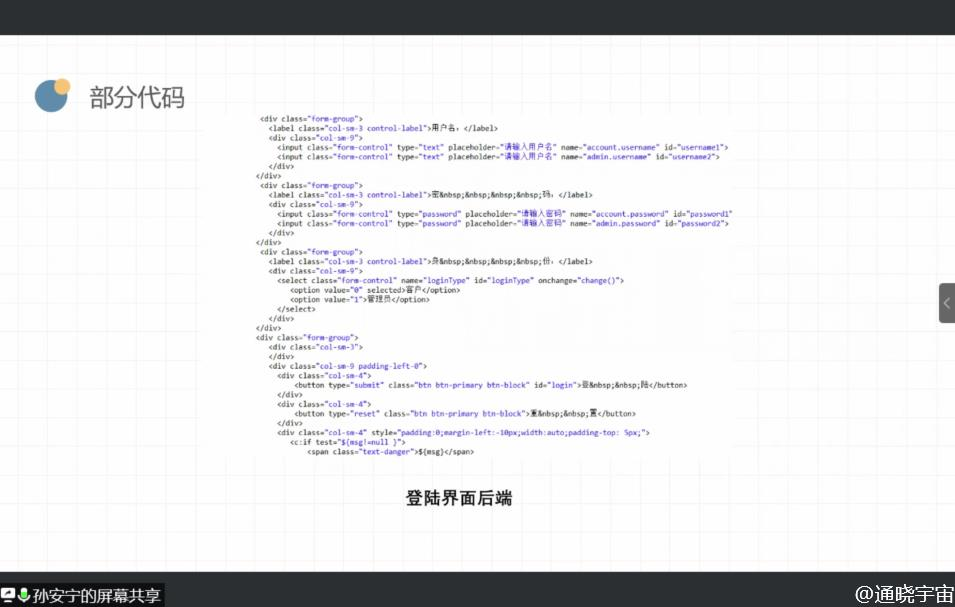 部分代码
<div class="form-group">
<label class="col-sm-3 control-label">用户名：</label>
<div class="col-sm-9">
<input class="form-control" type="text" placeholder="请输入用户名" name="account.username" id="username1">
<input class="form-control" type="text" placeholder="请输入用户名" name="admin.username" id="username2">
</div>
</div>
<div class="form-group">
<label class="col-sm-3 control-label">密&nbsp;&nbsp;&nbsp;&nbsp;码：</label>
<div class="col-sm-9">
<input class="form-control" type="password" placeholder="请输入密码" name="account.password" id="password1"
<input class="form-control" type="password" placeholder="请输入密码" name="admin.password" id="password2">
</div>
</div>
<div class="form-group">
<label class="col-sm-3 control-label">身&nbsp;&nbsp;&nbsp;&nbsp;份：</label>
<div class="col-sm-9">
<select class="form-control" name="loginType" id="loginType" onchange="change()">
<option value="0" selected>客户</option>
<option value="1">管理员</option>
</select>
</div>
</div>
<div class="form-group">
<div class="col-sm-3">
</div>
<div class="col-sm-9 padding-left-0">
<div class="col-sm-4">
<button type="submit" class="btn btn-primary btn-block" id="login">登&nbsp;&nbsp;陆</button>
</div>
<div class="col-sm-4">
<button type="reset" class="btn btn-primary btn-block">重&nbsp;&nbsp;置</button>
</div>
<div class="col-sm-4" style="padding:0;margin-left:-10px;width:auto;padding-top: 5px;">
<c:if test="${msg!=null }">
<span class="text-danger">${msg}</span>
登陆界面后端
孙安宁的屏幕共享
@通晓宇宙